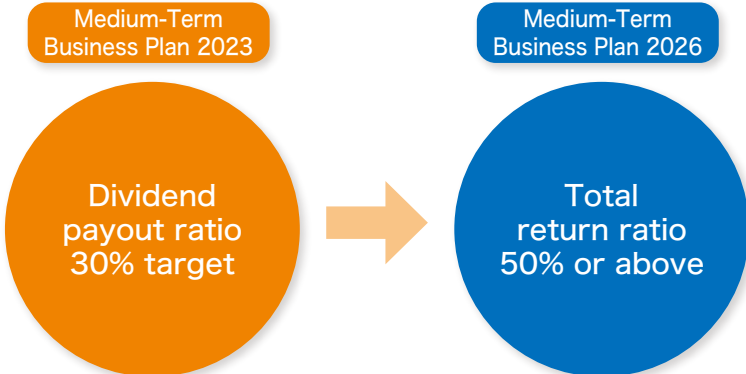 Medium-Term
Business Plan 2023
Dividend
payout ratio
30% target
Medium-Term
Business Plan 2026
Total
return ratio
50% or above